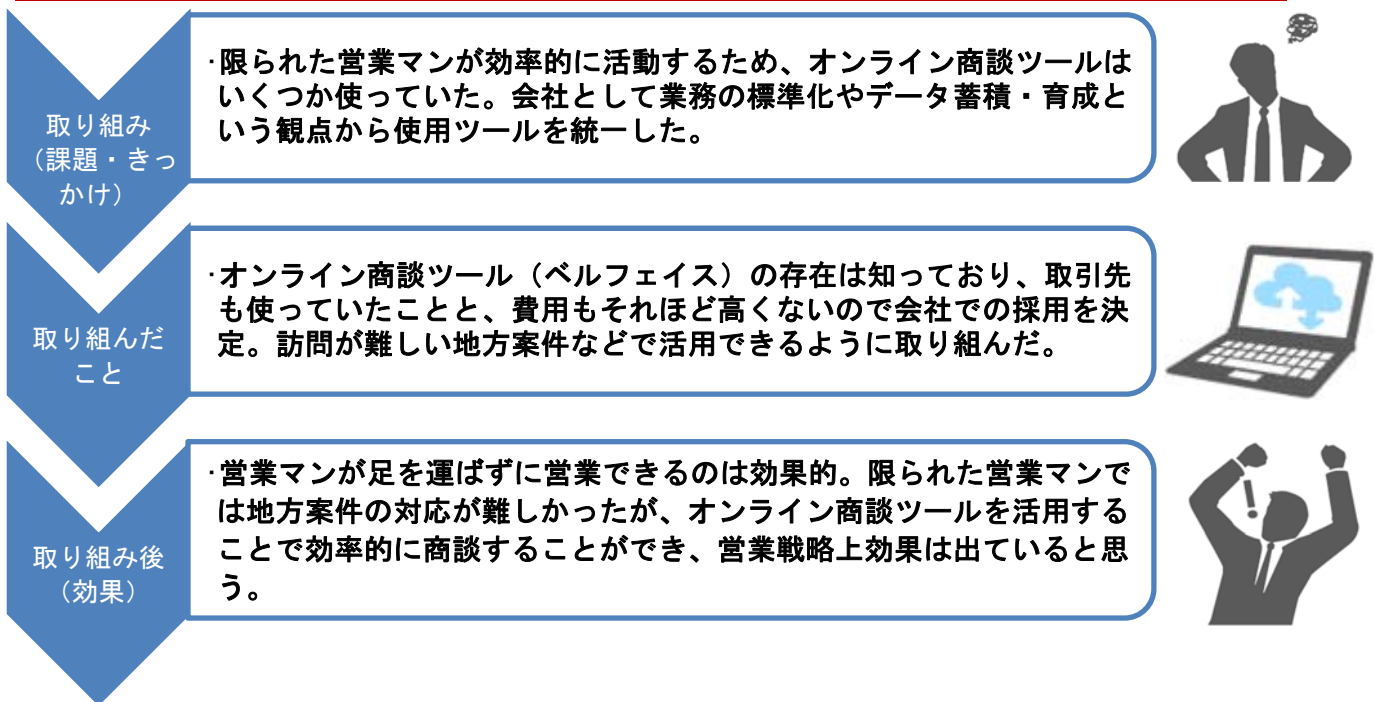 取り組み
（課題・きっ
かけ）
・限られた営業マンが効率的に活動するため、オンライン商談ツールは
いくつか使っていた。会社として業務の標準化やデータ蓄積・育成と
いう観点から使用ツールを統一した。
取り組んだ
こと
・オンライン商談ツール（ベルフェイス）の存在は知っており、取引先
も使っていたことと、費用もそれほど高くないので会社での採用を決
定。訪問が難しい地方案件などで活用できるように取り組んだ。
取り組み後
（効果）
・営業マンが足を運ばずに営業できるのは効果的。限られた営業マンで
は地方案件の対応が難しかったが、オンライン商談ツールを活用する
ことで効率的に商談することができ、営業戦略上効果は出ていると思
う。